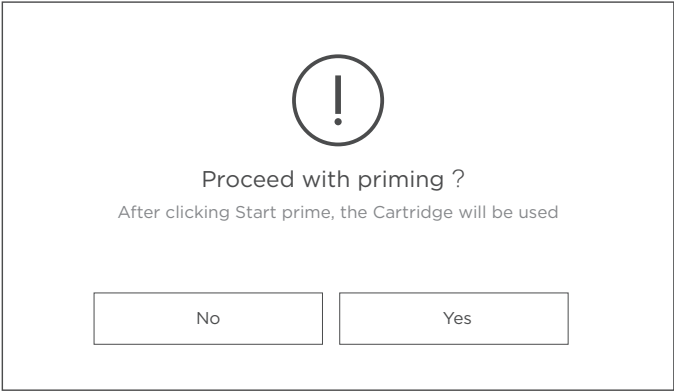 Proceed with priming ?
After clicking Start prime, the Cartridge will be used
No
Yes